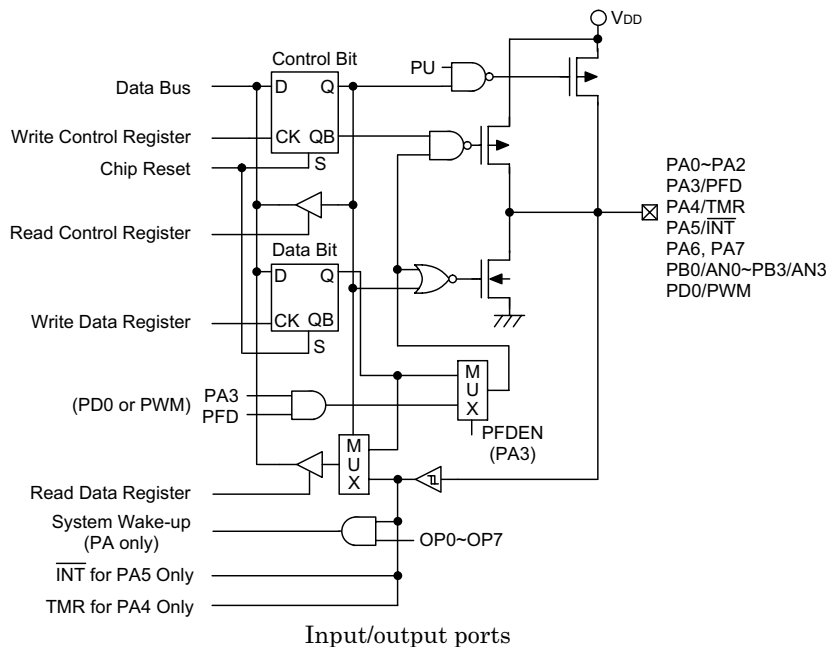 VDD
Control Bit
PU
Data Bus
D Q
Write Control Register
CK QB
Chip Reset
S
PA0~PA2
PA3/PFD
PA4/TMR
PA5/INT
PA6, PA7
PB0/AN0~PB3/AN3
PD0/PWM
Read Control Register
Data Bit
D Q
Write Data Register
CK QB
S
MUX
(PD0 or PWM)
PA3
PFD
PFDEN
(PA3)
MUX
Read Data Register
System Wake-up
(PA only)
OP0~OP7
INT for PA5 Only
TMR for PA4 Only
Input/output ports